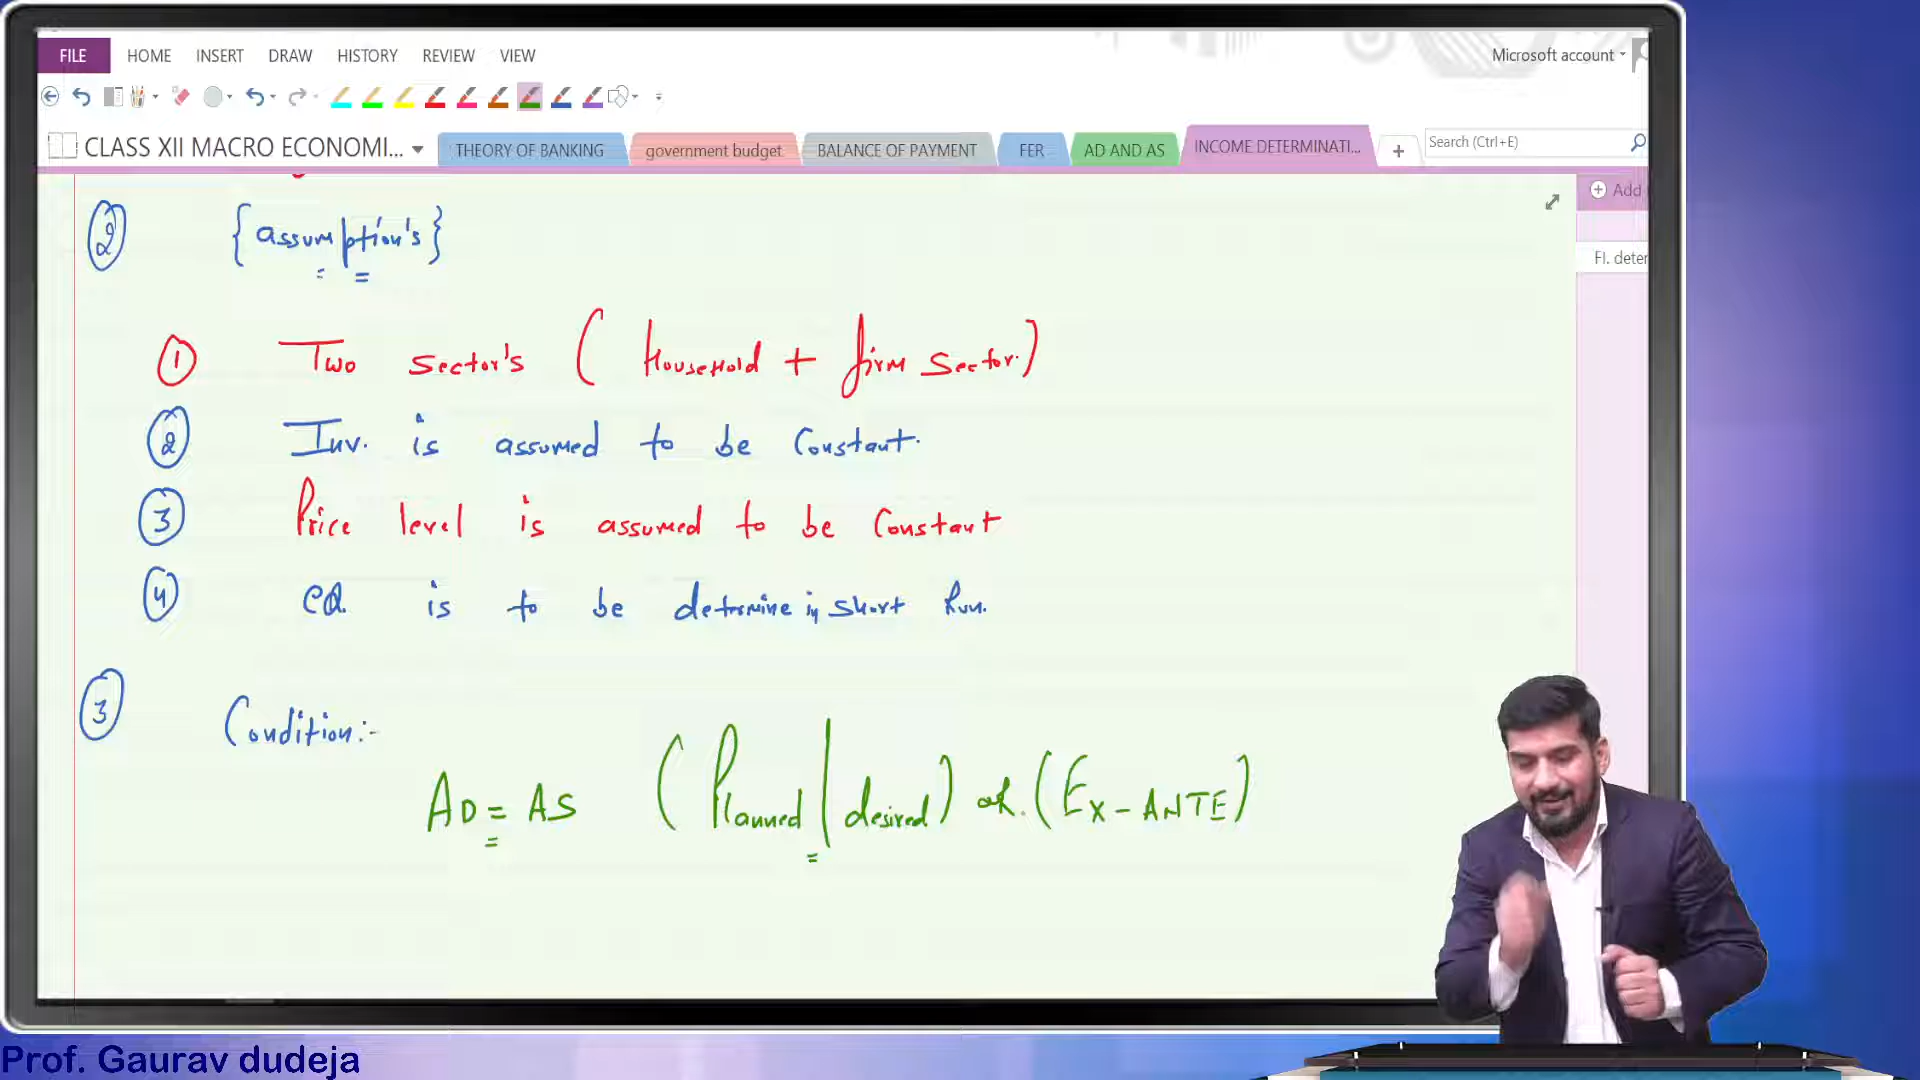 FILE HOME INSERT DRAW HISTORY REVIEW VIEW Microsoft account
CLASS XII MACRO ECONOMI... THEORY OF BANKING government budget BALANCE OF PAYMENT FER AD AND AS INCOME DETERMINATI... + Search (Ctrl+E)
Add
FI. deter
2 {assumption's}
1 Two sector's (Household + firm sector.)
2 Inv. is assumed to be Constant.
3 Price level is assumed to be Constant
4 EQ. is to be determine in short Run.
3 Condition:-
AD = AS (Planned | desired) or. (EX-ANTE)
Prof. Gaurav dudeja